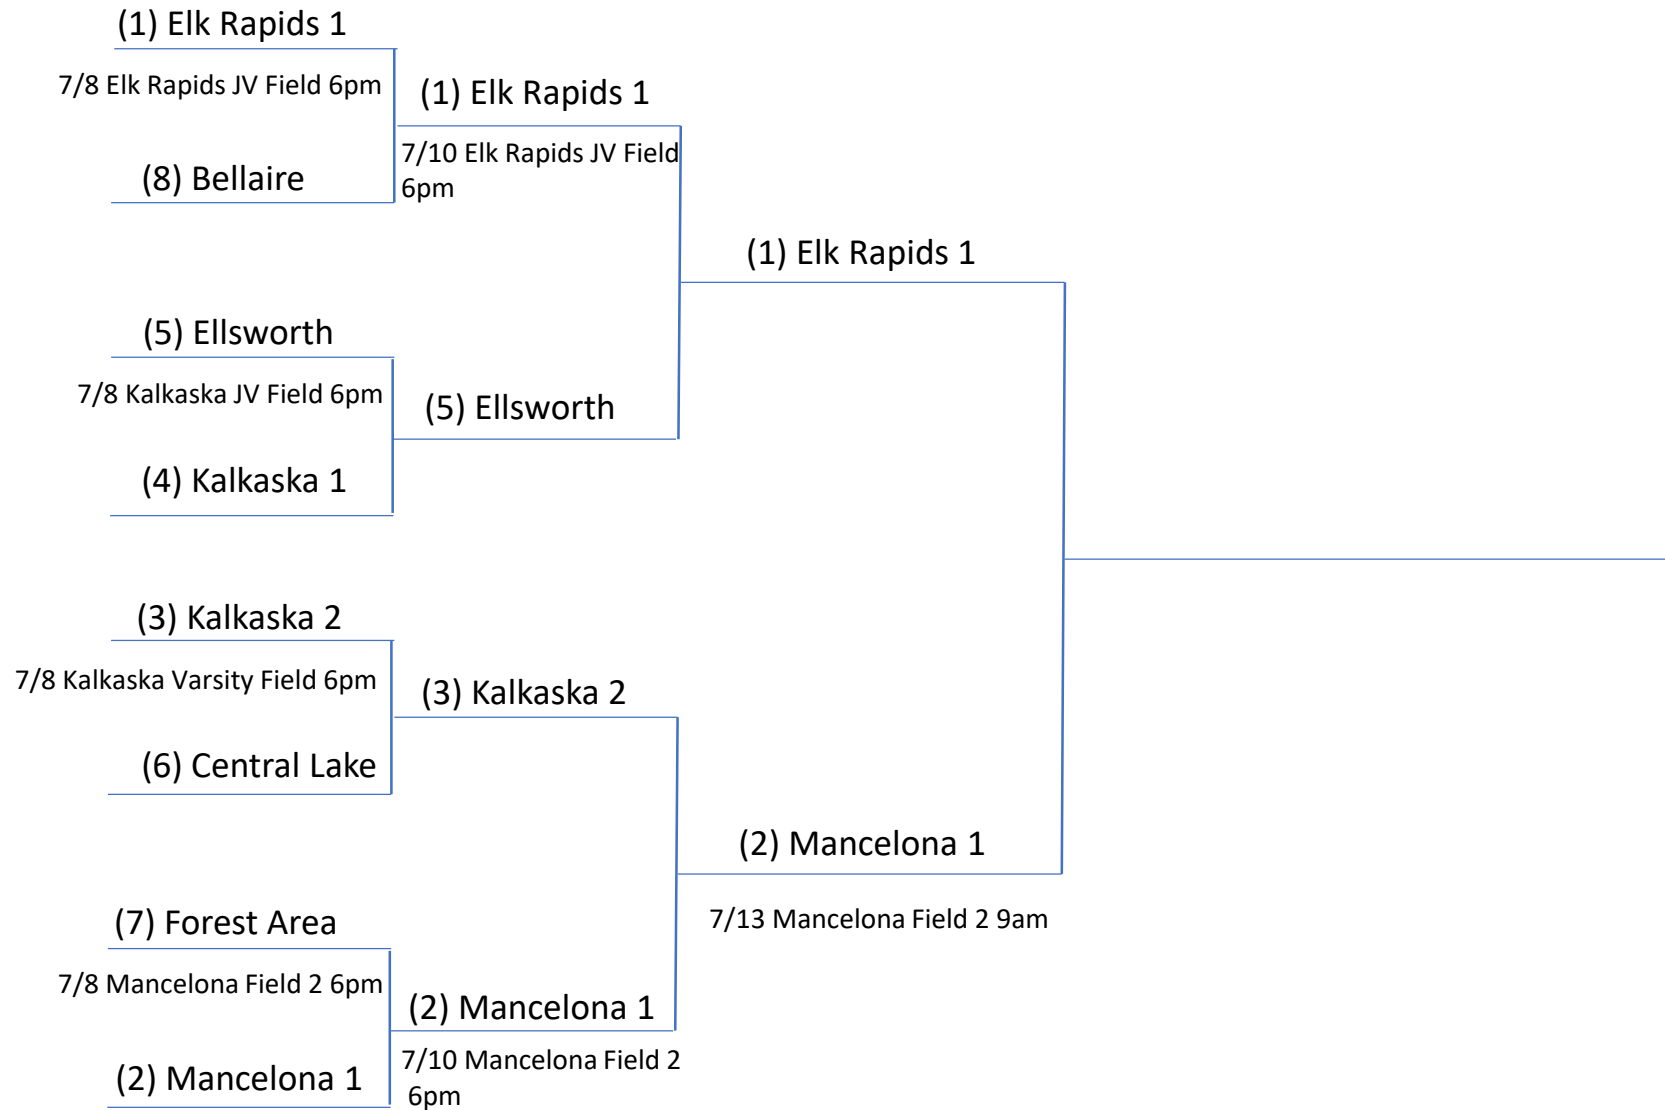 (1) Elk Rapids 1
7/8 Elk Rapids JV Field 6pm
(8) Bellaire
(5) Ellsworth
7/8 Kalkaska JV Field 6pm
(4) Kalkaska 1
(3) Kalkaska 2
7/8 Kalkaska Varsity Field 6pm
(6) Central Lake
(7) Forest Area
7/8 Mancelona Field 2 6pm
(2) Mancelona 1
(1) Elk Rapids 1
7/10 Elk Rapids JV Field
6pm
(5) Ellsworth
(3) Kalkaska 2
(2) Mancelona 1
7/10 Mancelona Field 2
6pm
(1) Elk Rapids 1
(2) Mancelona 1
7/13 Mancelona Field 2 9am